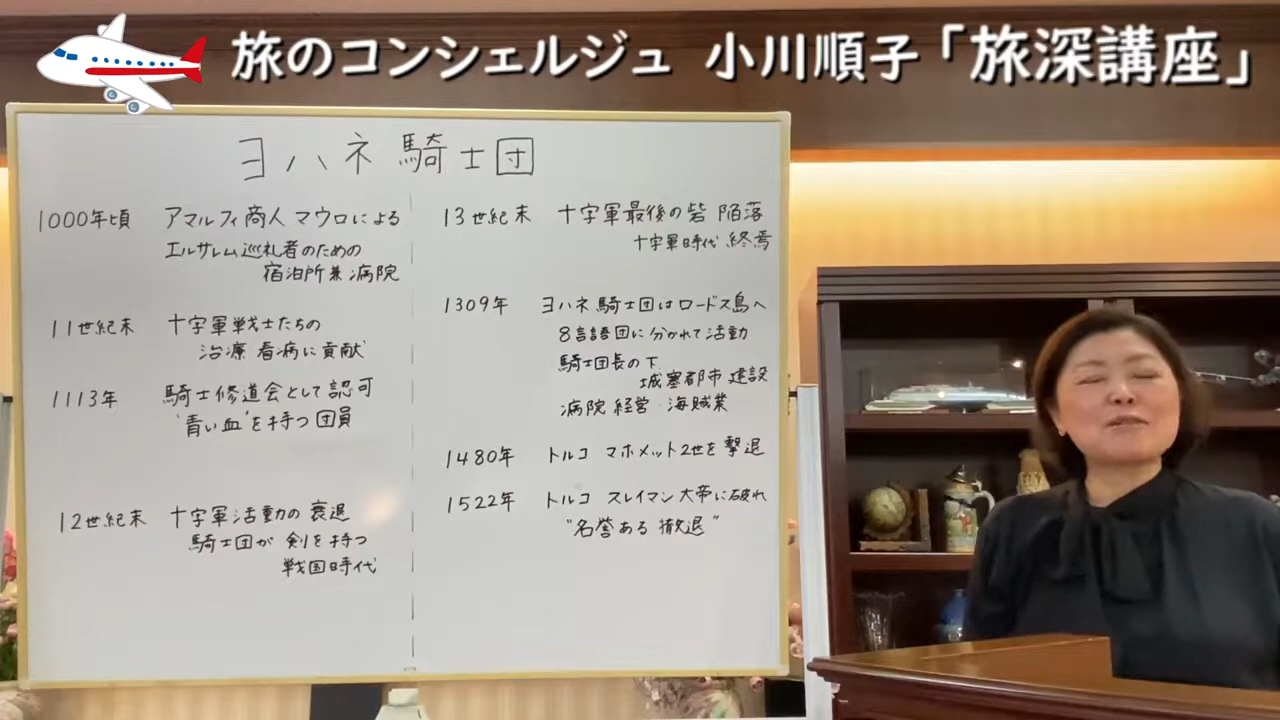 旅のコンシェルジュ 小川順子「旅深講座」
ヨハネ騎士団
1000年頃 アマルフィ商人 マウロによる
エルサレム巡礼者のための
宿泊所兼病院
11世紀末 十字軍戦士たちの
治療 看病に貢献
1113年 騎士修道会として認可
"青い血"を持つ団員
12世紀末 十字軍活動の衰退
騎士団が剣を持つ
戦国時代
13世紀末 十字軍最後の砦 陥落
十字軍時代 終焉
1309年 ヨハネ騎士団はロードス島へ
8言語団に分かれて活動
騎士団長の下
城塞都市建設
病院経営・海賊業
1480年 トルコ マホメット2世を撃退
1522年 トルコ スレイマン大帝に破れ
"名誉ある撤退"